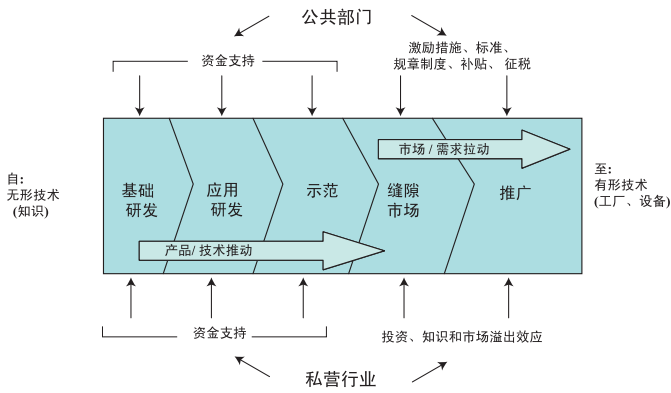 公共部门
资金支持
激励措施、标准、
规章制度、补贴、征税
市场 / 需求拉动
自:
无形技术
(知识)
基础
研发
应用
研发
示范
缝隙
市场
推广
至:
有形技术
(工厂、设备)
产品/ 技术推动
资金支持
投资、知识和市场溢出效应
私营行业